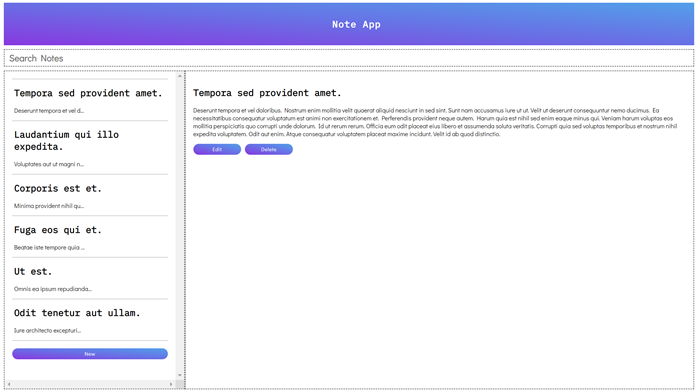 Note App
Search Notes
Tempora sed provident amet.
Deserunt tempora et vel d...
Laudantium qui illo
expedita.
Voluptates aut ut magni n...
Corporis est et.
Minima provident nihil qu...
Fuga eos qui et.
Beatae iste tempore quia ...
Ut est.
Omnis ea ipsum repudianda...
Odit tenetur aut ullam.
Iure architecto excepturi...
New
Tempora sed provident amet.
Deserunt tempora et vel doloribus. Nostrum enim mollitia velit quaerat aliquid nesciunt in sed sint. Sunt nam accusamus iure ut ut. Velit ut deserunt consequuntur nemo ducimus. Ea
necessitatibus consequatur voluptatum est animi non exercitationem et. Perferendis provident neque autem. Harum quia est nihil sed enim eaque minus qui. Veniam harum voluptas eos
mollitia perspiciatis quo corrupti unde dolorum. Id ut rerum rerum. Officia eum odit placeat eius libero et assumenda soluta veritatis. Corrupti quia sed voluptas temporibus et nostrum nihil
expedita voluptatem. Odit aut enim. Atque consequatur voluptatem placeat maxime incidunt. Velit id ab quod distinctio.
Edit
Delete